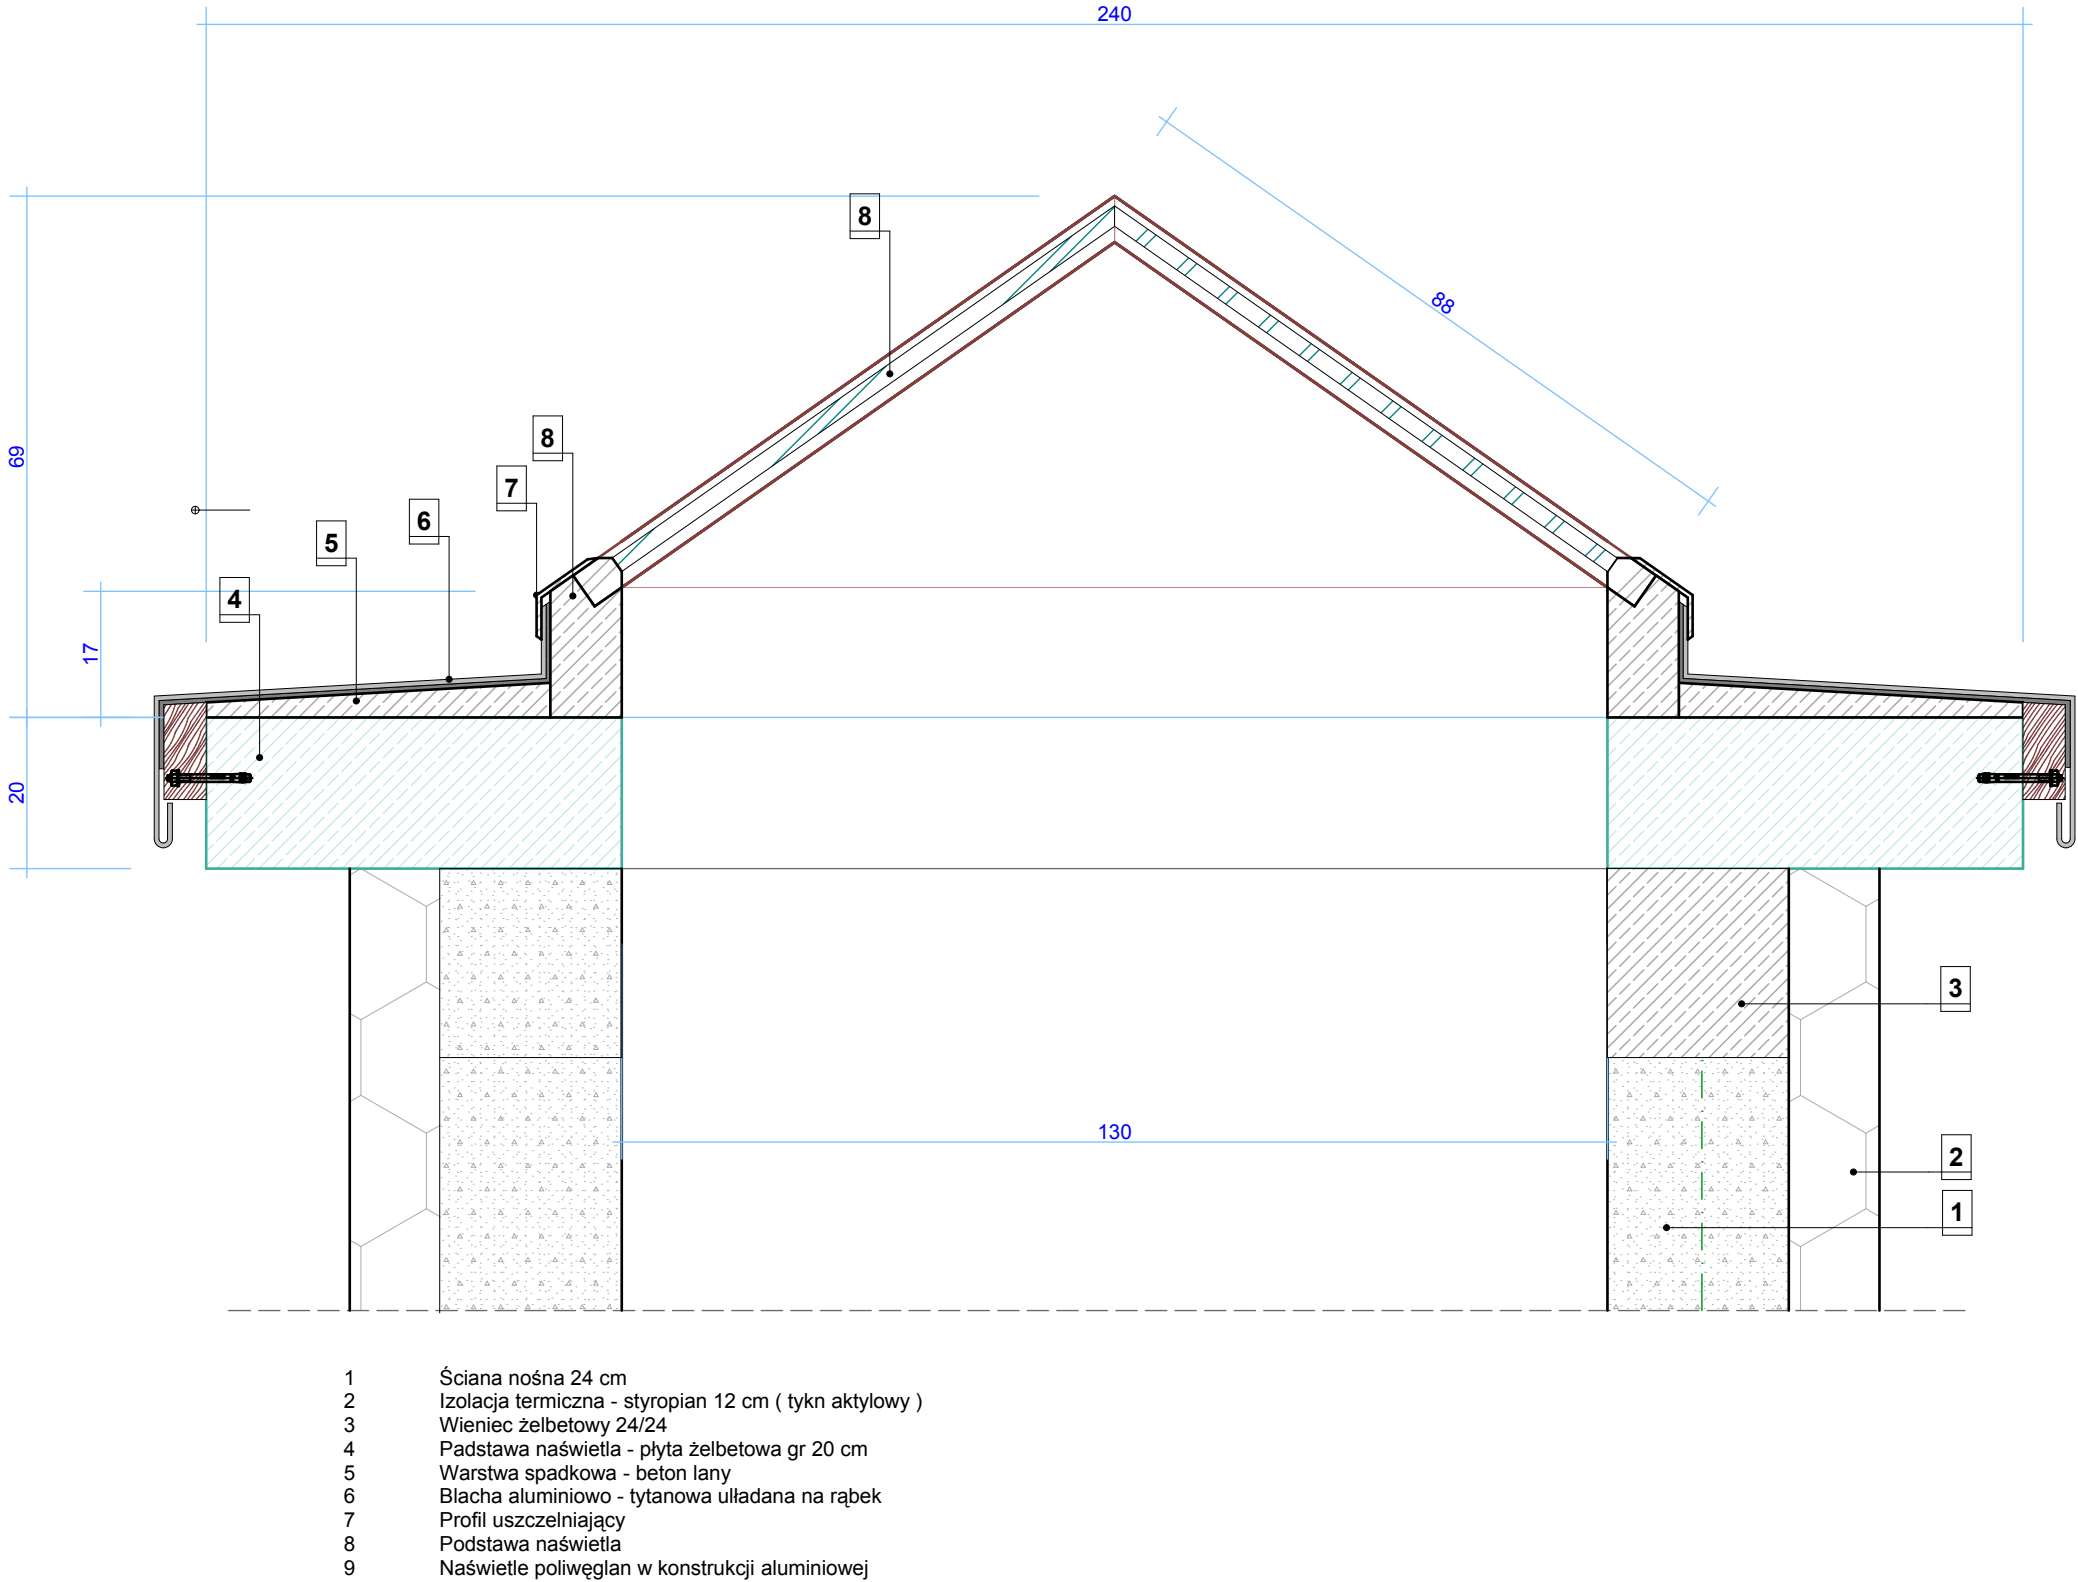 240
88
8
69
8
7
6
5
4
17
20
3
130
2
1
1 Ściana nośna 24 cm
2 Izolacja termiczna - styropian 12 cm ( tykn aktylowy )
3 Wieniec żelbetowy 24/24
4 Padstawa naświetla - płyta żelbetowa gr 20 cm
5 Warstwa spadkowa - beton lany
6 Blacha aluminiowo - tytanowa ulładana na rąbek
7 Profil uszczelniający
8 Podstawa naświetla
9 Naświetle poliwęglan w konstrukcji aluminiowej